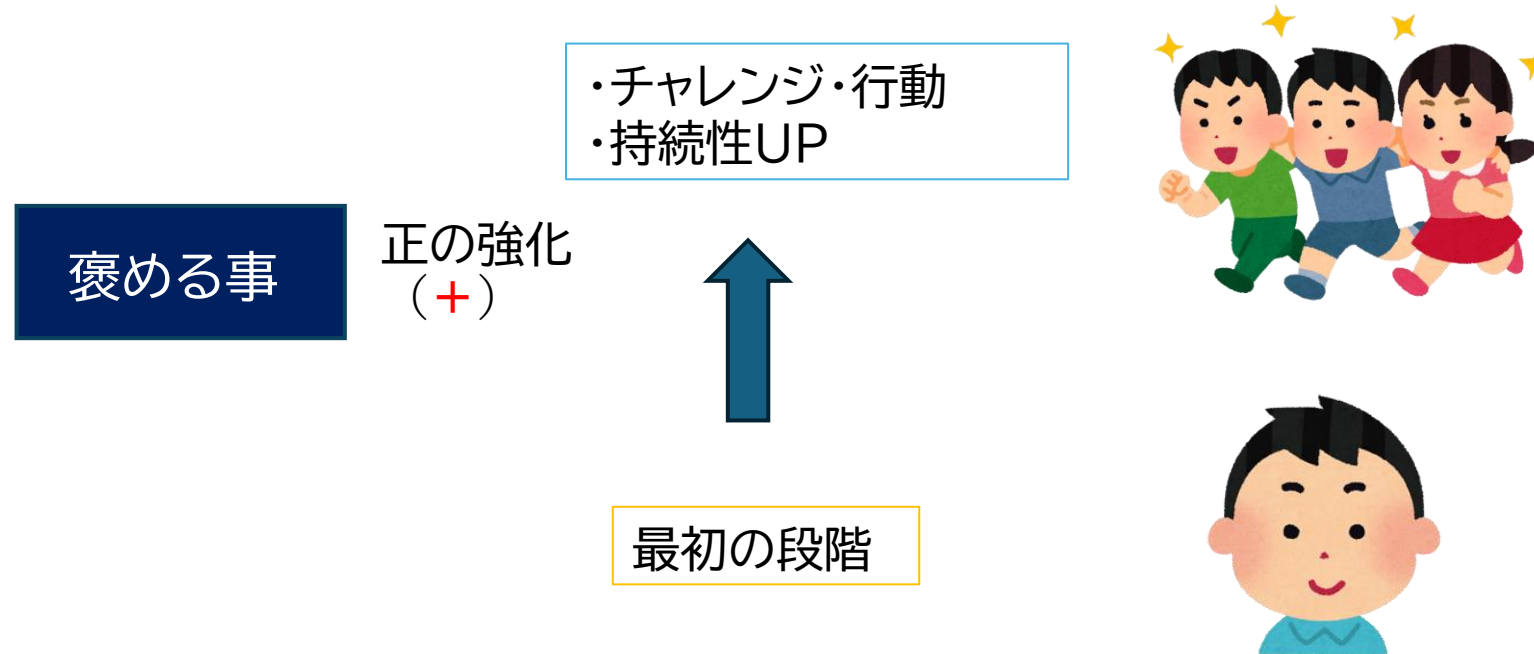 ・チャレンジ・行動
・持続性UP
褒める事
正の強化
（＋）
最初の段階